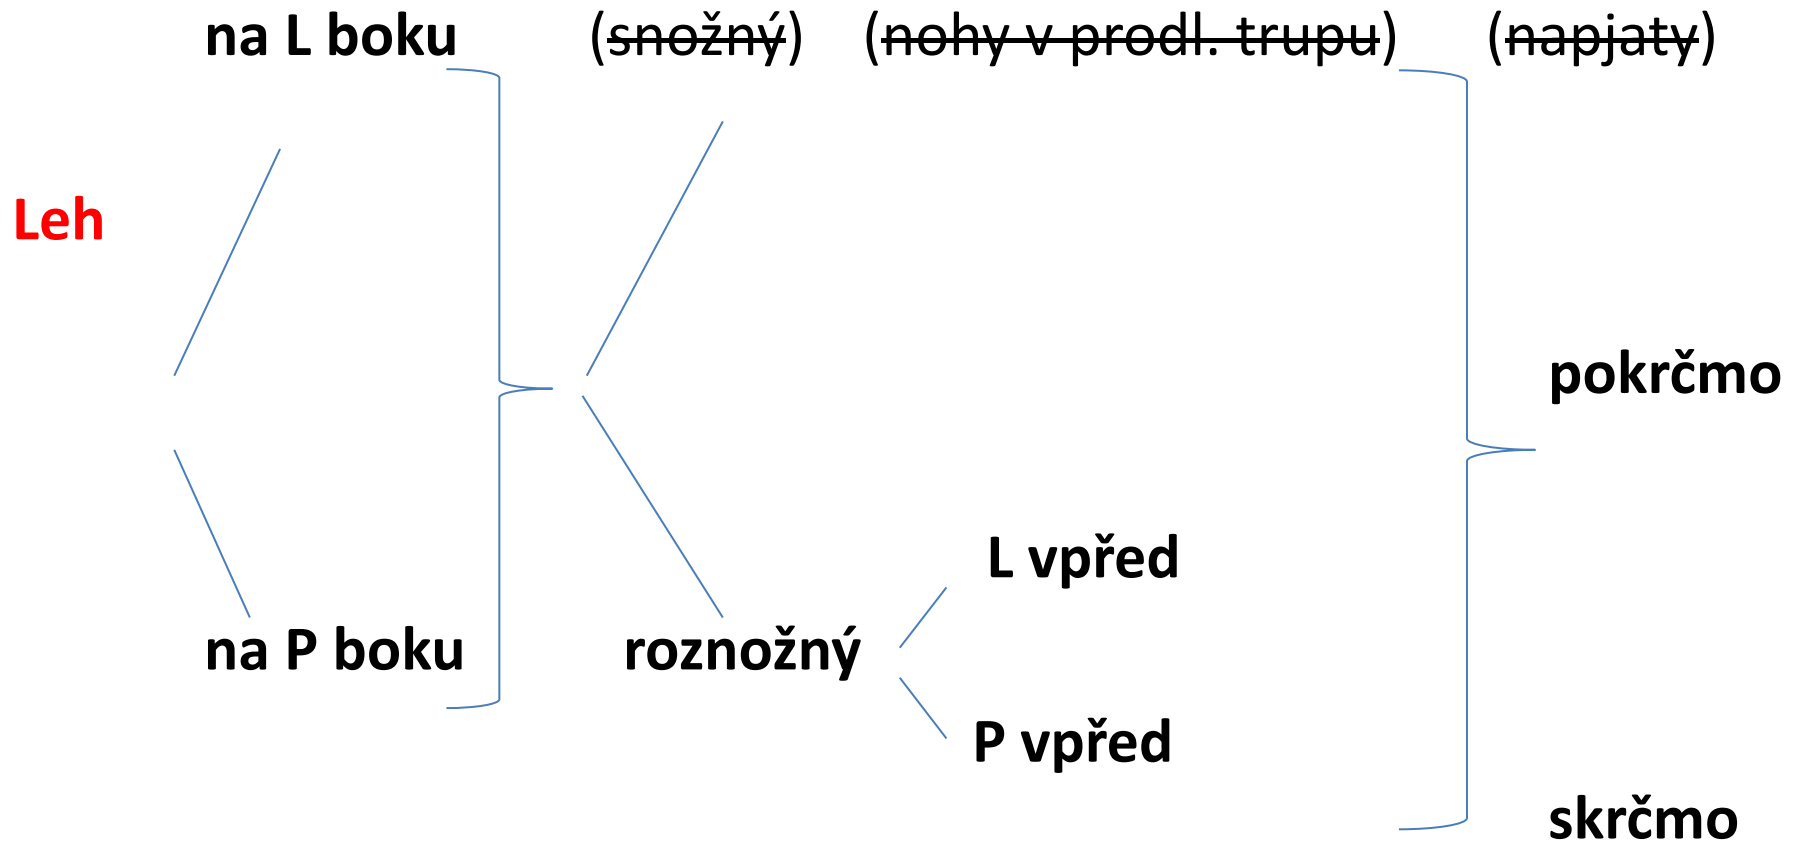 na L boku (snožný) (nohy v prodl. trupu) (napjaty)
Leh
pokrčmo
L vpřed
na P boku roznožný
P vpřed
skrčmo